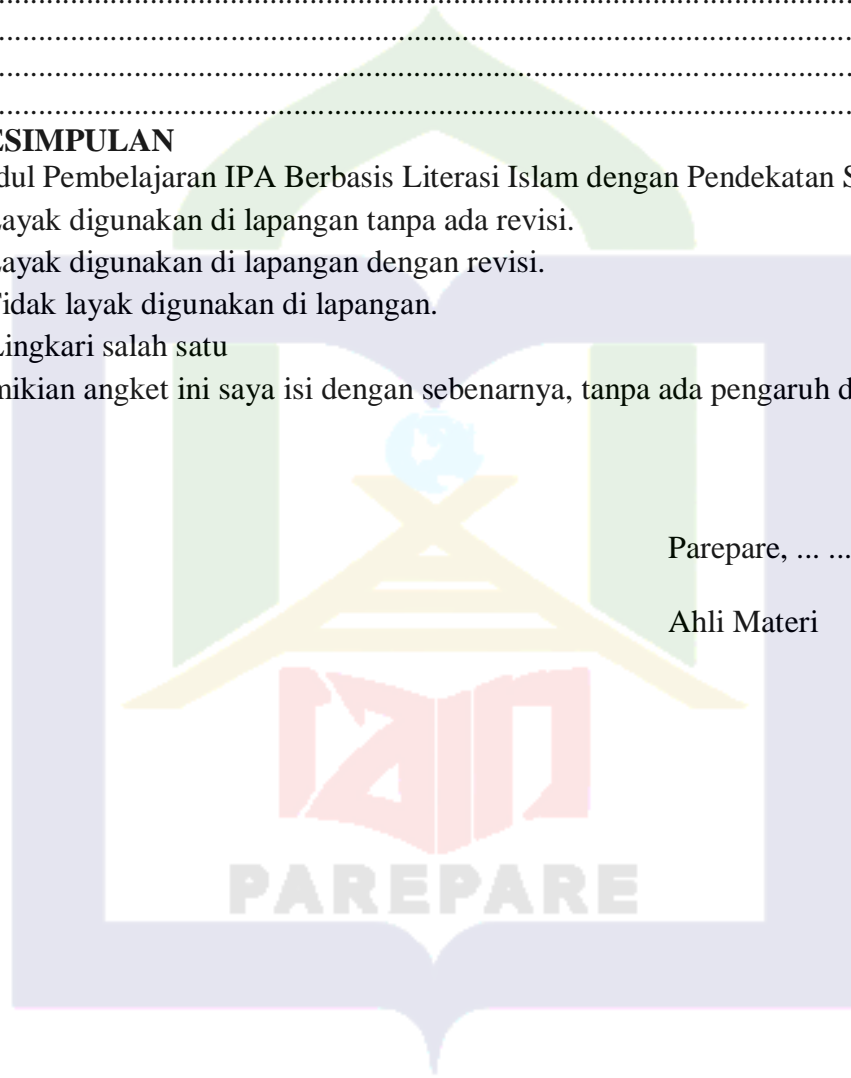 ....................................................................................................
....................................................................................................
....................................................................................................
....................................................................................................
ESIMPULAN
dul Pembelajaran IPA Berbasis Literasi Islam dengan Pendekatan S
ayak digunakan di lapangan tanpa ada revisi.
ayak digunakan di lapangan dengan revisi.
idak layak digunakan di lapangan.
ingkari salah satu
mikian angket ini saya isi dengan sebenarnya, tanpa ada pengaruh d
Parepare, ... ...
Ahli Materi
iain
PAREPARE